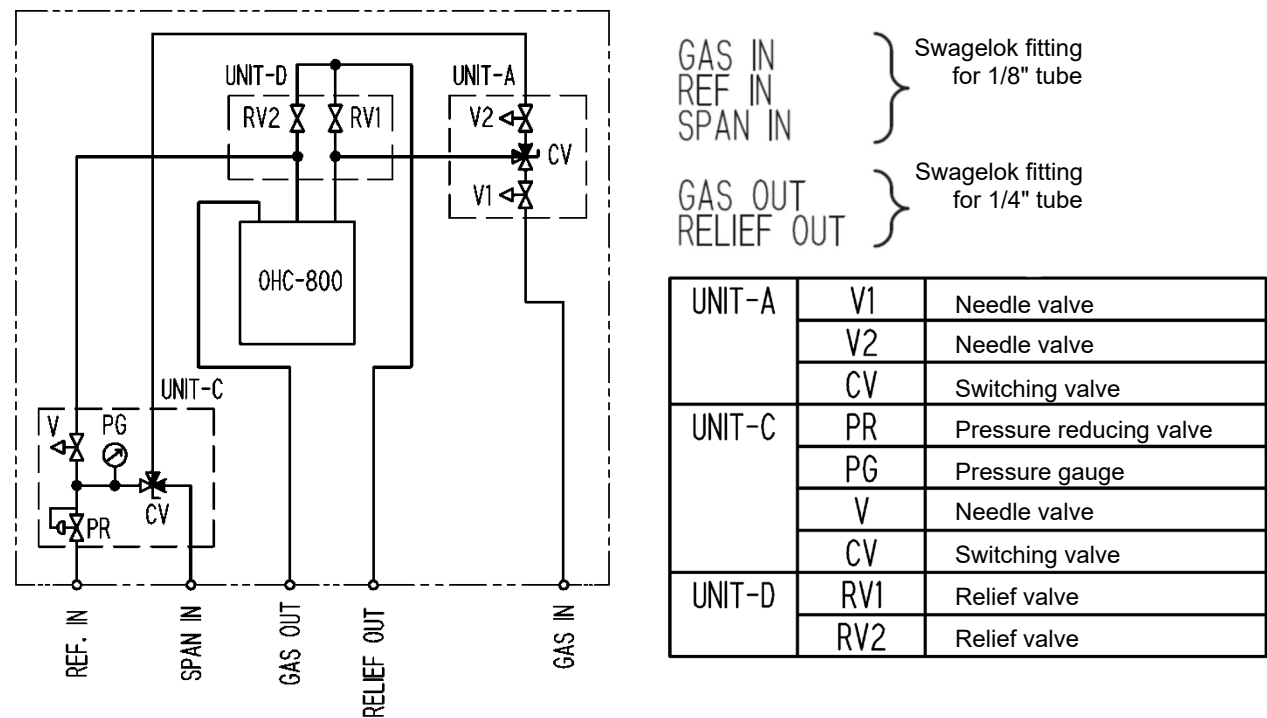 UNIT-D
UNIT-A
RV2
RV1
V2
CV
V1
OHC-800
UNIT-C
V
PG
CV
PR
REF. IN
SPAN IN
GAS OUT
RELIEF OUT
GAS IN
GAS IN
REF IN
SPAN IN
Swagelok fitting
for 1/8" tube
GAS OUT
RELIEF OUT
Swagelok fitting
for 1/4" tube
UNIT-A V1 Needle valve
V2 Needle valve
CV Switching valve
UNIT-C PR Pressure reducing valve
PG Pressure gauge
V Needle valve
CV Switching valve
UNIT-D RV1 Relief valve
RV2 Relief valve